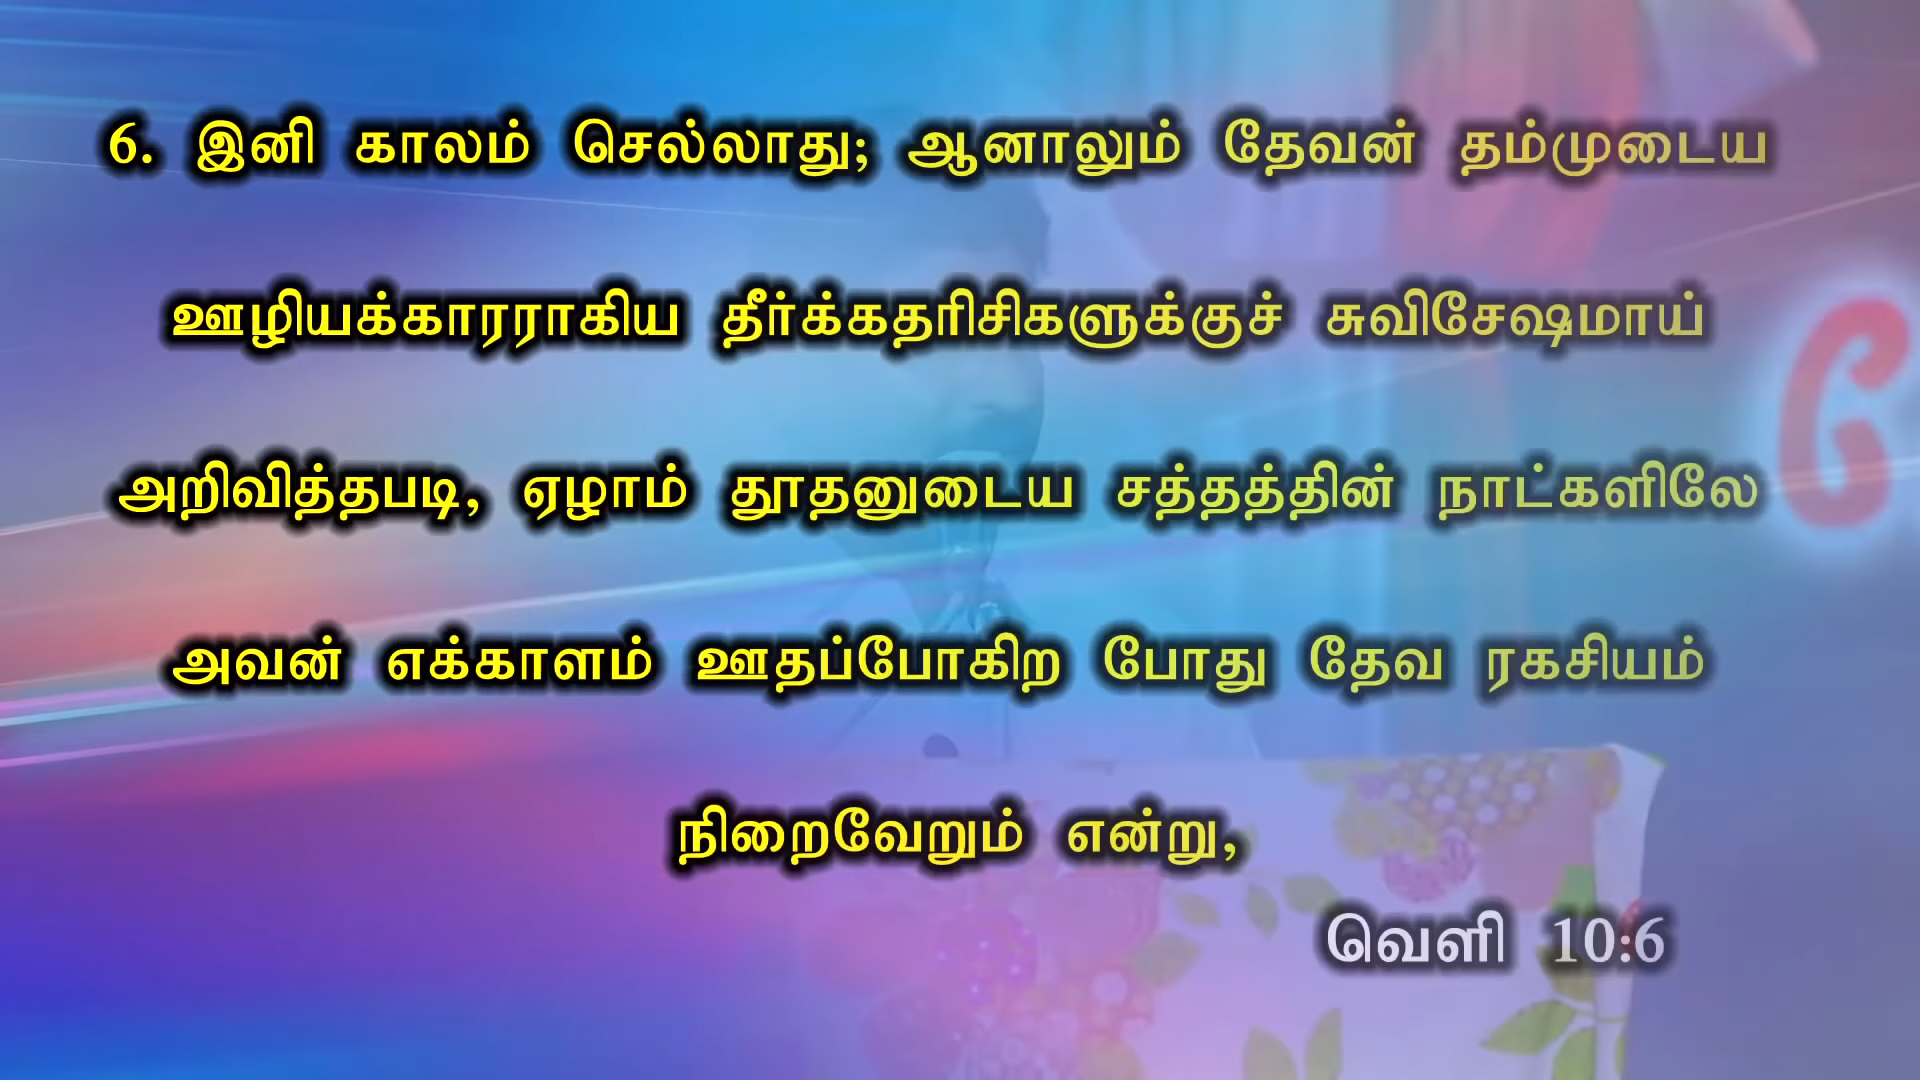 6. இனி காலம் செல்லாது; ஆனாலும் தேவன் தம்முடைய
ஊழியக்காரராகிய தீர்க்கதரிசிகளுக்குச் சுவிசேஷமாய்
அறிவித்தபடி, ஏழாம் தூதனுடைய சத்தத்தின் நாட்களிலே
அவன் எக்காளம் ஊதப்போகிற போது தேவ ரகசியம்
நிறைவேறும் என்று,
வெளி 10:6